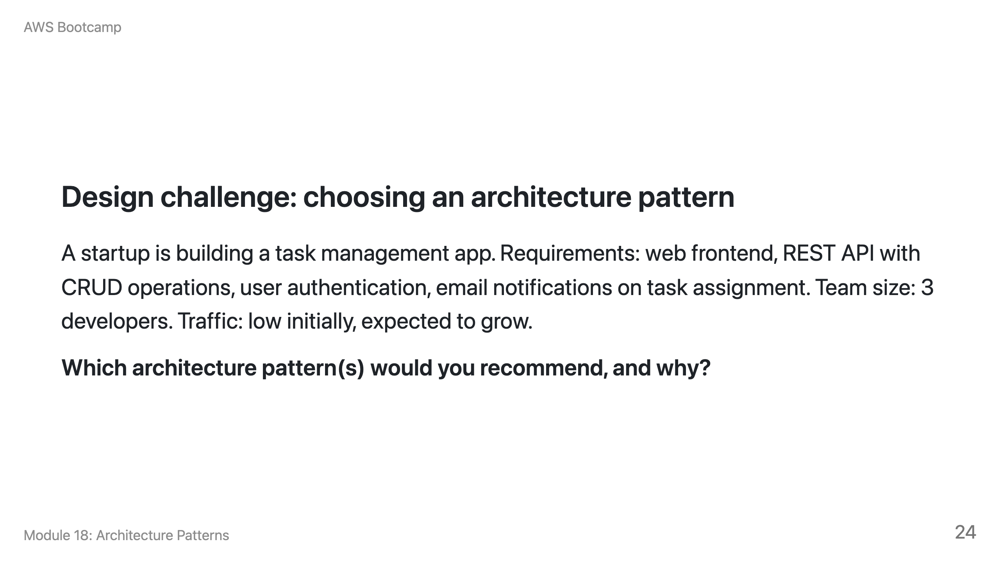 AWS Bootcamp
Design challenge: choosing an architecture pattern
A startup is building a task management app. Requirements: web frontend, REST API with
CRUD operations, user authentication, email notifications on task assignment. Team size: 3
developers. Traffic: low initially, expected to grow.
Which architecture pattern(s) would you recommend, and why?
Module 18: Architecture Patterns
24